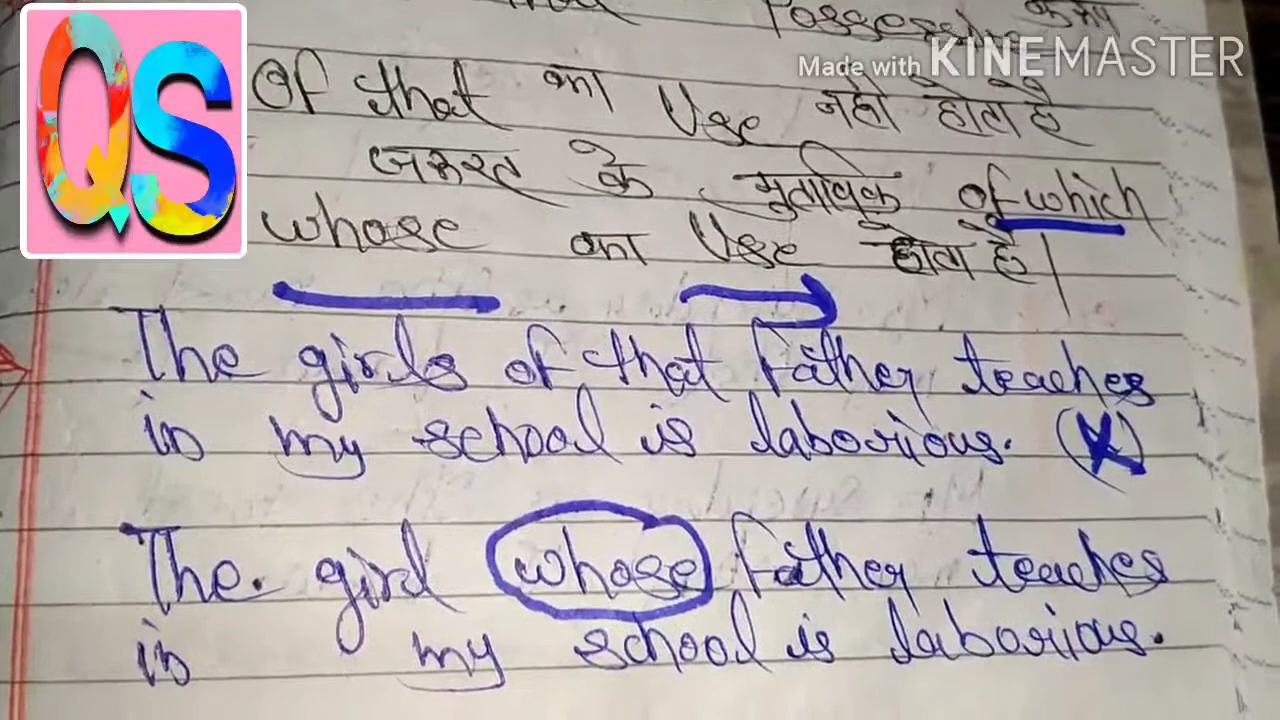 Possessive
QS
Made with KINEMASTER
Of that का Use नहीं होता है
जरूरत के मुताबिक of which
whose का Use होता है।
The girls of that father teaches
in my school is laborious. (X)
The girl whose father teaches
in my school is laborious.